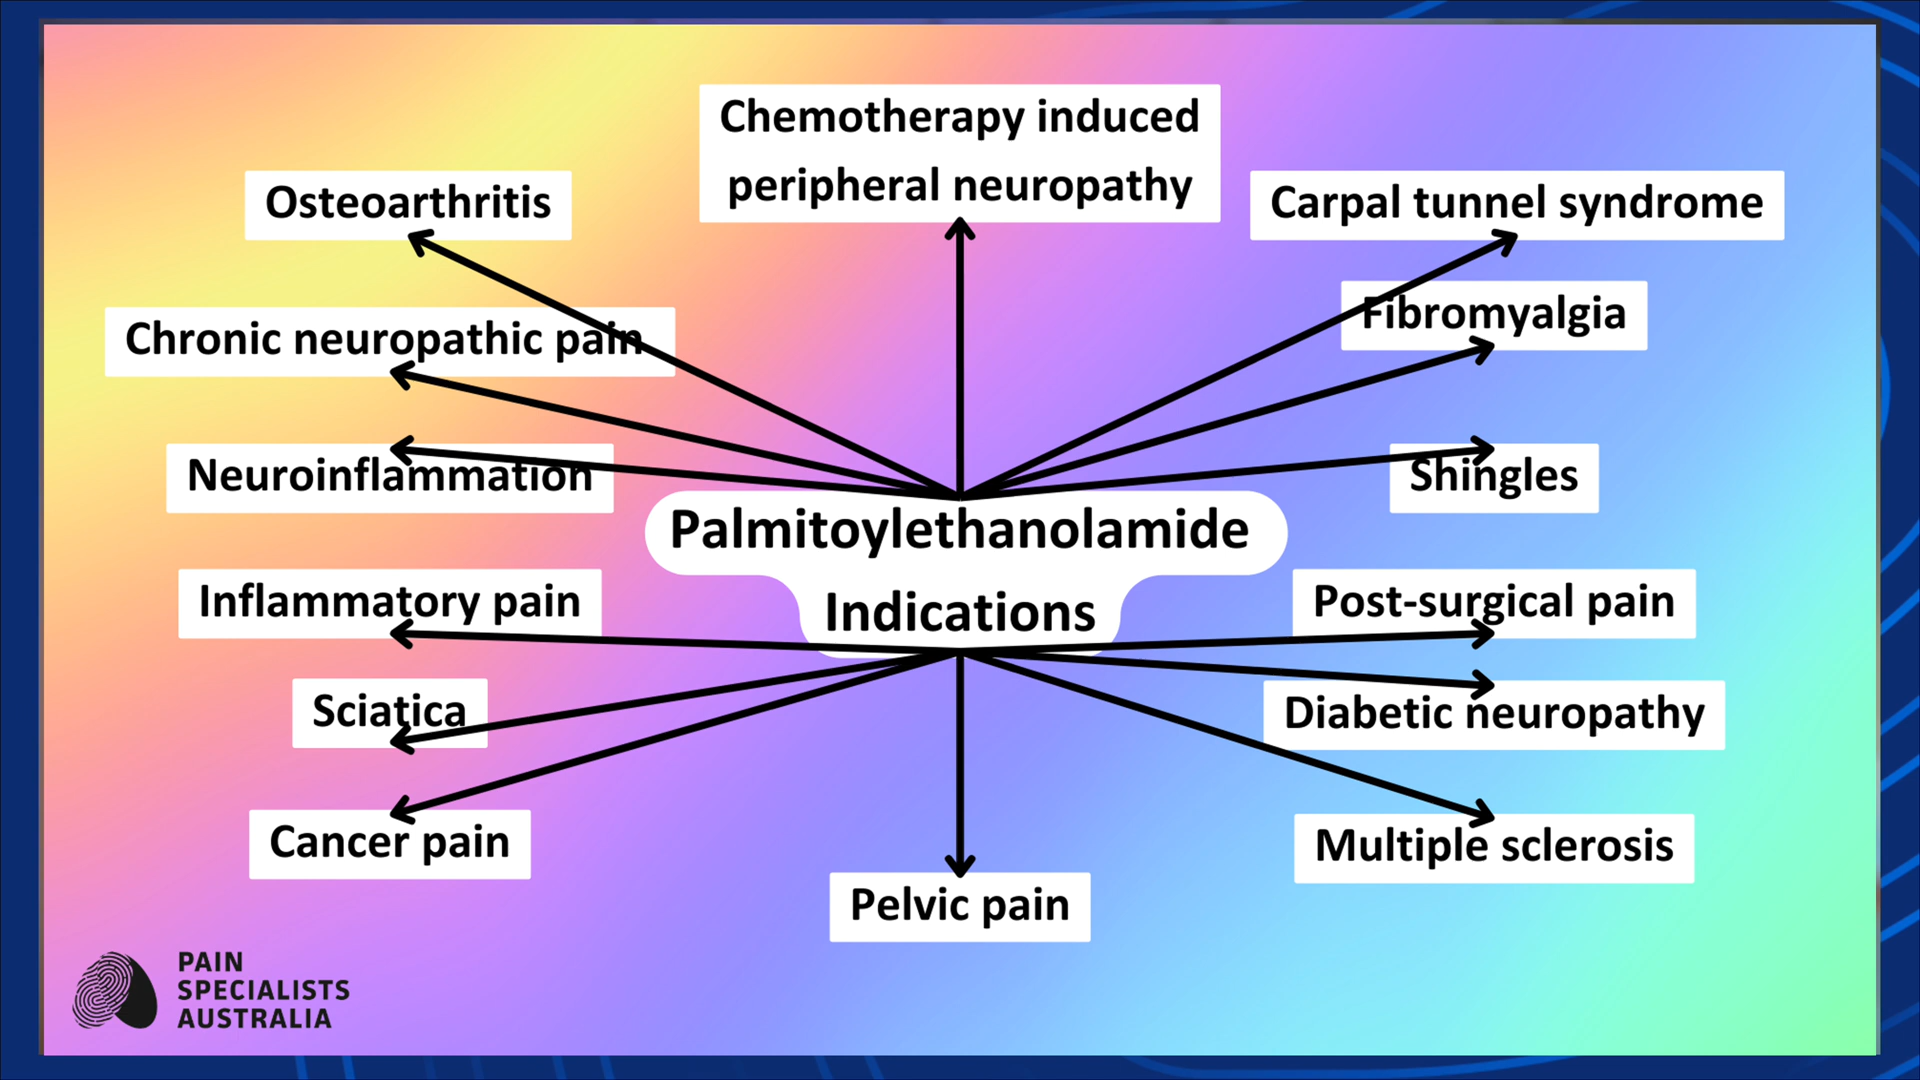 Chemotherapy induced
peripheral neuropathy
Osteoarthritis
Carpal tunnel syndrome
Chronic neuropathic pain
Fibromyalgia
Neuroinflammation
Shingles
Palmitoylethanolamide
Indications
Inflammatory pain
Post-surgical pain
Sciatica
Diabetic neuropathy
Cancer pain
Multiple sclerosis
Pelvic pain
PAIN
SPECIALISTS
AUSTRALIA